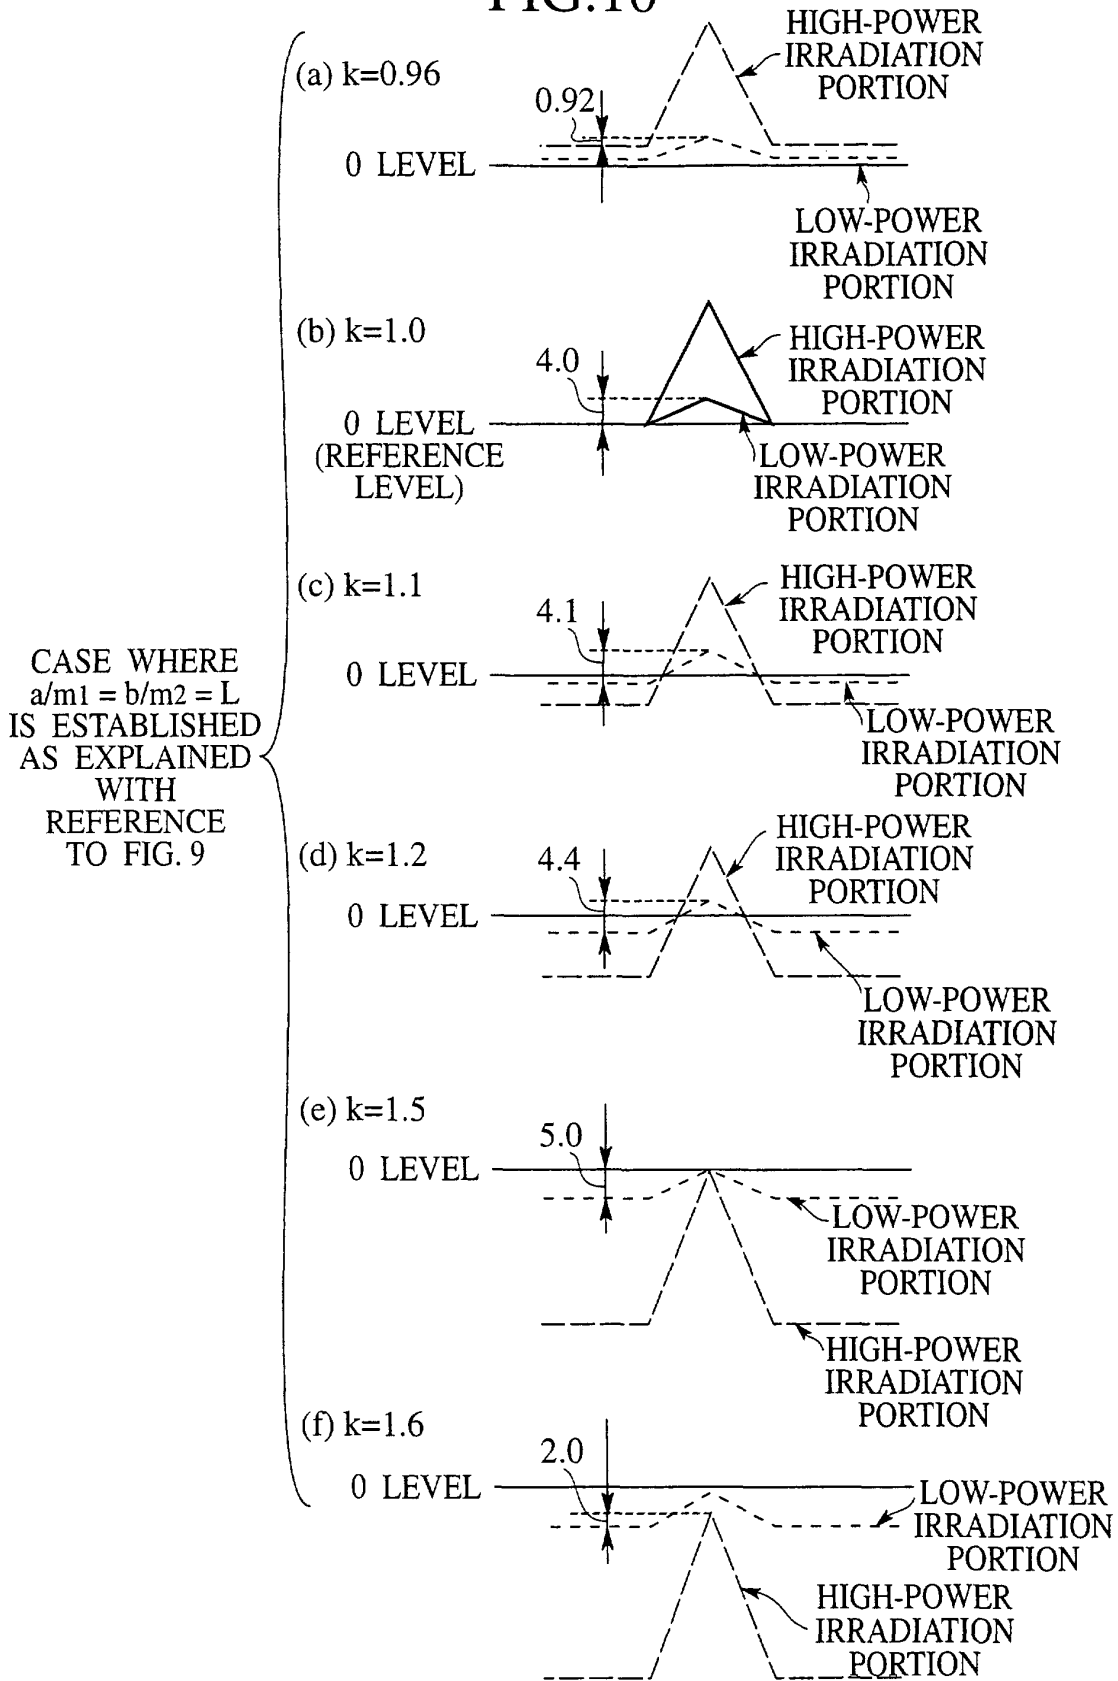 FIG.10
(a) k=0.96
HIGH-POWER
IRRADIATION
PORTION
0.92
0 LEVEL
LOW-POWER
IRRADIATION
PORTION
(b) k=1.0
HIGH-POWER
IRRADIATION
PORTION
4.0
0 LEVEL
(REFERENCE
LEVEL)
LOW-POWER
IRRADIATION
PORTION
(c) k=1.1
HIGH-POWER
IRRADIATION
PORTION
4.1
0 LEVEL
LOW-POWER
IRRADIATION
PORTION
CASE WHERE
a/m1 = b/m2 = L
IS ESTABLISHED
AS EXPLAINED
WITH
REFERENCE
TO FIG. 9
(d) k=1.2
HIGH-POWER
IRRADIATION
PORTION
4.4
0 LEVEL
LOW-POWER
IRRADIATION
PORTION
(e) k=1.5
5.0
0 LEVEL
LOW-POWER
IRRADIATION
PORTION
HIGH-POWER
IRRADIATION
PORTION
(f) k=1.6
2.0
0 LEVEL
LOW-POWER
IRRADIATION
PORTION
HIGH-POWER
IRRADIATION
PORTION